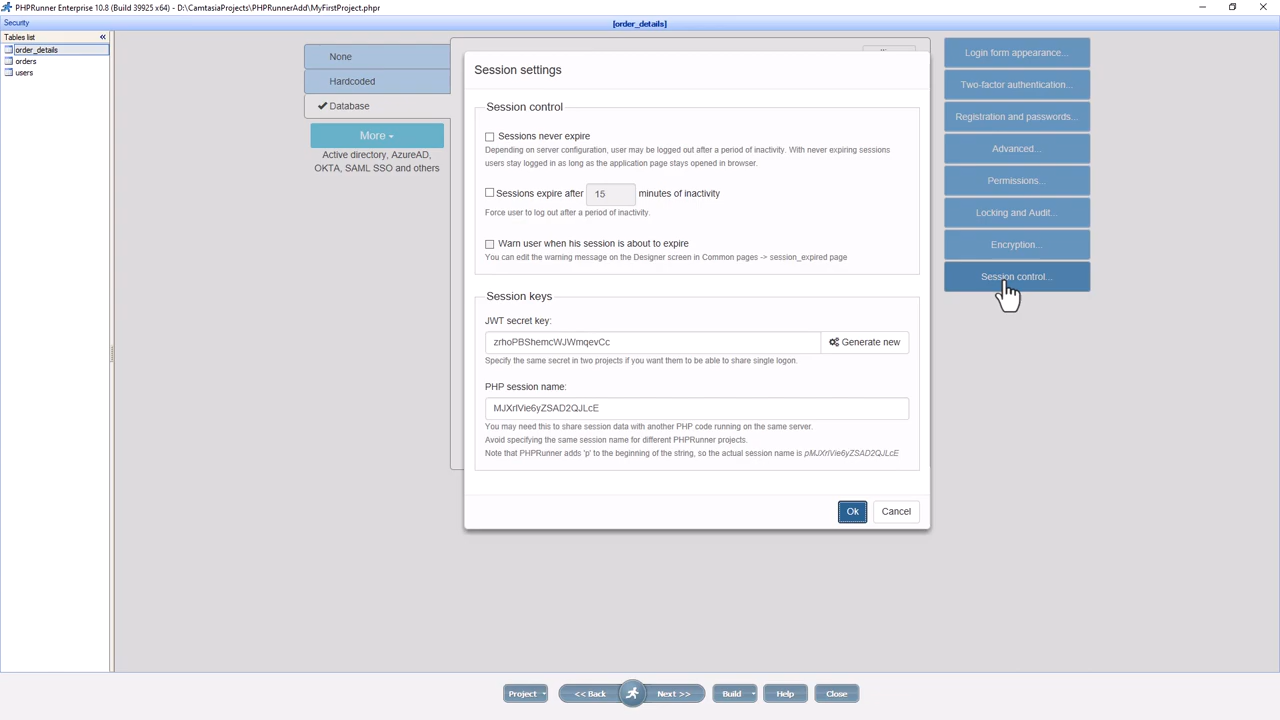 PHPRunner Enterprise 10.8 (Build 39925 x64) - D:\CamtasiaProjects\PHPRunnerAdd\MyFirstProject.phpr
Security
[order_details]
Tables list
order_details
orders
users
None
Hardcoded
Database
More
Active directory, AzureAD,
OKTA, SAML SSO and others
Session settings
Session control
Sessions never expire
Depending on server configuration, user may be logged out after a period of inactivity. With never expiring sessions
users stay logged in as long as the application page stays opened in browser.
Sessions expire after 15 minutes of inactivity
Force user to log out after a period of inactivity.
Warn user when his session is about to expire
You can edit the warning message on the Designer screen in Common pages -> session_expired page
Session keys
JWT secret key:
zrhoPBShemcWJWmqevCc
Generate new
Specify the same secret in two projects if you want them to be able to share single logon.
PHP session name:
MJXrlVie6yZSAD2QJLcE
You may need this to share session data with another PHP code running on the same server.
Avoid specifying the same session name for different PHPRunner projects.
Note that PHPRunner adds 'p' to the beginning of the string, so the actual session name is pMJXrlVie6yZSAD2QJLcE
Ok
Cancel
Login form appearance...
Two-factor authentication...
Registration and passwords...
Advanced...
Permissions...
Locking and Audit...
Encryption...
Session control...
Project
<< Back
Next >>
Build
Help
Close